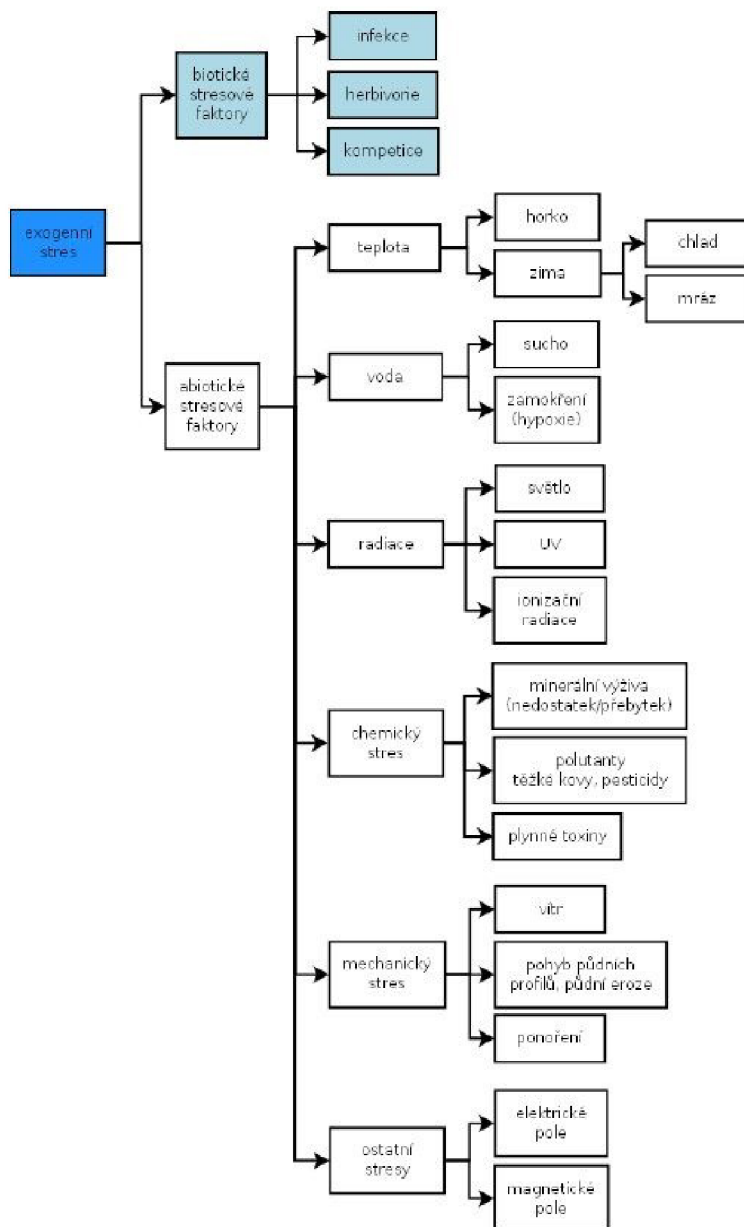 exogenní
stres
biotické
stresové
faktory
infekce
herbivorie
kompetice
abiotické
stresové
faktory
teplota
horko
zima
chlad
mráz
voda
sucho
zamokření
(hypoxie)
radiace
světlo
UV
ionizační
radiace
chemický
stres
minerální výživa
(nedostatek/přebytek)
polutanty
těžké kovy, pesticidy
plynné toxiny
mechanický
stres
vítr
pohyb půdních
profilů, půdní eroze
ponoření
ostatní
stresy
elektrické
pole
magnetické
pole